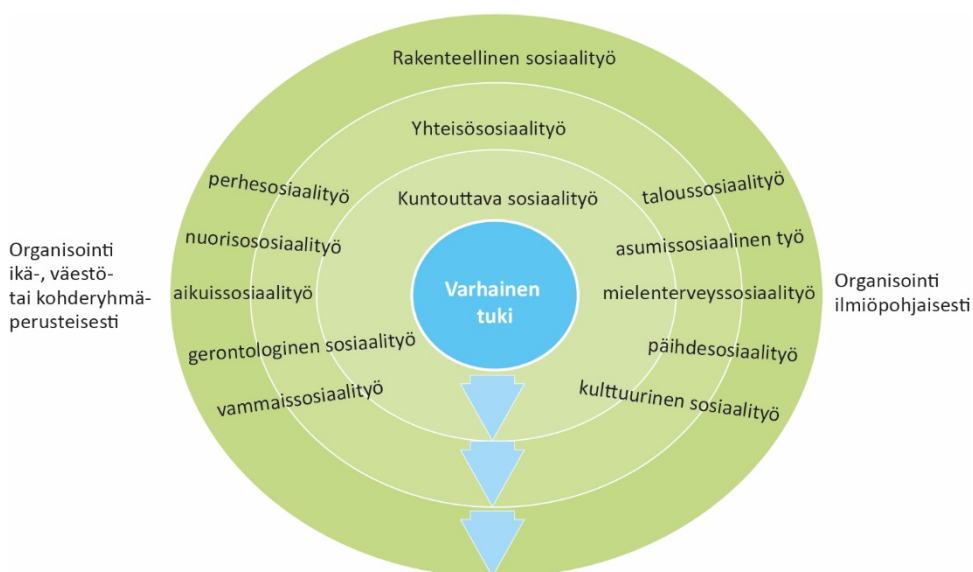 Rakenteellinen sosiaalityö
Yhteisösosiaalityö
Kuntouttava sosiaalityö
Varhainen
tuki
Organisointi
ikä-, väestö-
tai kohderyhmä-
perusteisesti
perhesosiaalityö
nuorisososiaalityö
aikuissosiaalityö
gerontologinen sosiaalityö
vammaissosiaalityö
taloussosiaalityö
asumissosiaalinen työ
mielenterveyssosiaalityö
päihdesosiaalityö
kulttuurinen sosiaalityö
Organisointi
ilmiöpohjaisesti